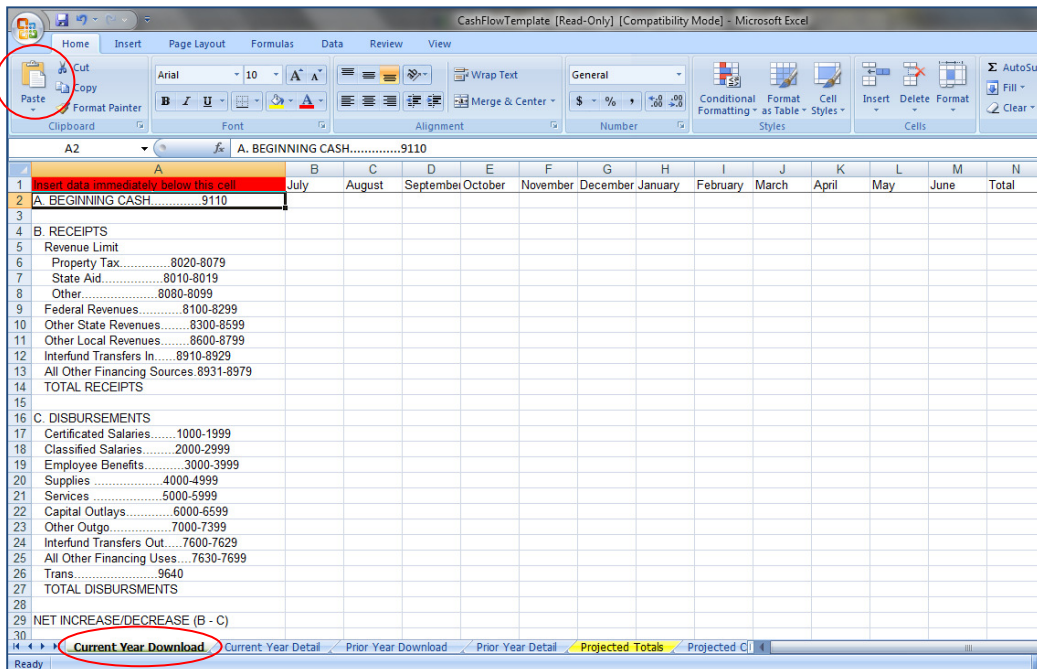 CashFlowTemplate [Read-Only] [Compatibility Mode] - Microsoft Excel
Home Insert Page Layout Formulas Data Review View
Paste Cut Arial 10 A A Wrap Text General Conditional Formatting Format as Table Cell Styles Insert Delete Format Σ AutoSu
Copy Fill
Format Painter B I U A Merge & Center $ % , .0 .00 .00 .0 Clear
Clipboard Font Alignment Number Styles Cells
A2 fx A. BEGINNING CASH..............9110
A B C D E F G H I J K L M N
1 Insert data immediately below this cell July August September October November December January February March April May June Total
2 A. BEGINNING CASH..............9110
3
4 B. RECEIPTS
5 Revenue Limit
6 Property Tax..............8020-8079
7 State Aid.................8010-8019
8 Other.....................8080-8099
9 Federal Revenues............8100-8299
10 Other State Revenues........8300-8599
11 Other Local Revenues........8600-8799
12 Interfund Transfers In......8910-8929
13 All Other Financing Sources.8931-8979
14 TOTAL RECEIPTS
15
16 C. DISBURSEMENTS
17 Certificated Salaries.......1000-1999
18 Classified Salaries.........2000-2999
19 Employee Benefits...........3000-3999
20 Supplies ...................4000-4999
21 Services ...................5000-5999
22 Capital Outlays.............6000-6599
23 Other Outgo.................7000-7399
24 Interfund Transfers Out.....7600-7629
25 All Other Financing Uses....7630-7699
26 Trans.......................9640
27 TOTAL DISBURSMENTS
28
29 NET INCREASE/DECREASE (B - C)
30
Current Year Download Current Year Detail Prior Year Download Prior Year Detail Projected Totals Projected C
Ready